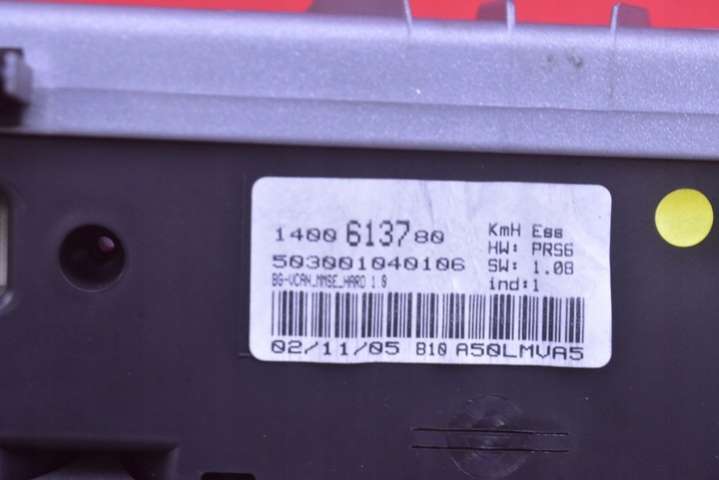 1400 613780 KmH Ess
HW: PRS6
503001040106 SW: 1.08
BG-VCAN_MMSE_HARD 1.0 ind:1
02/11/05 B10 A50LMVA5